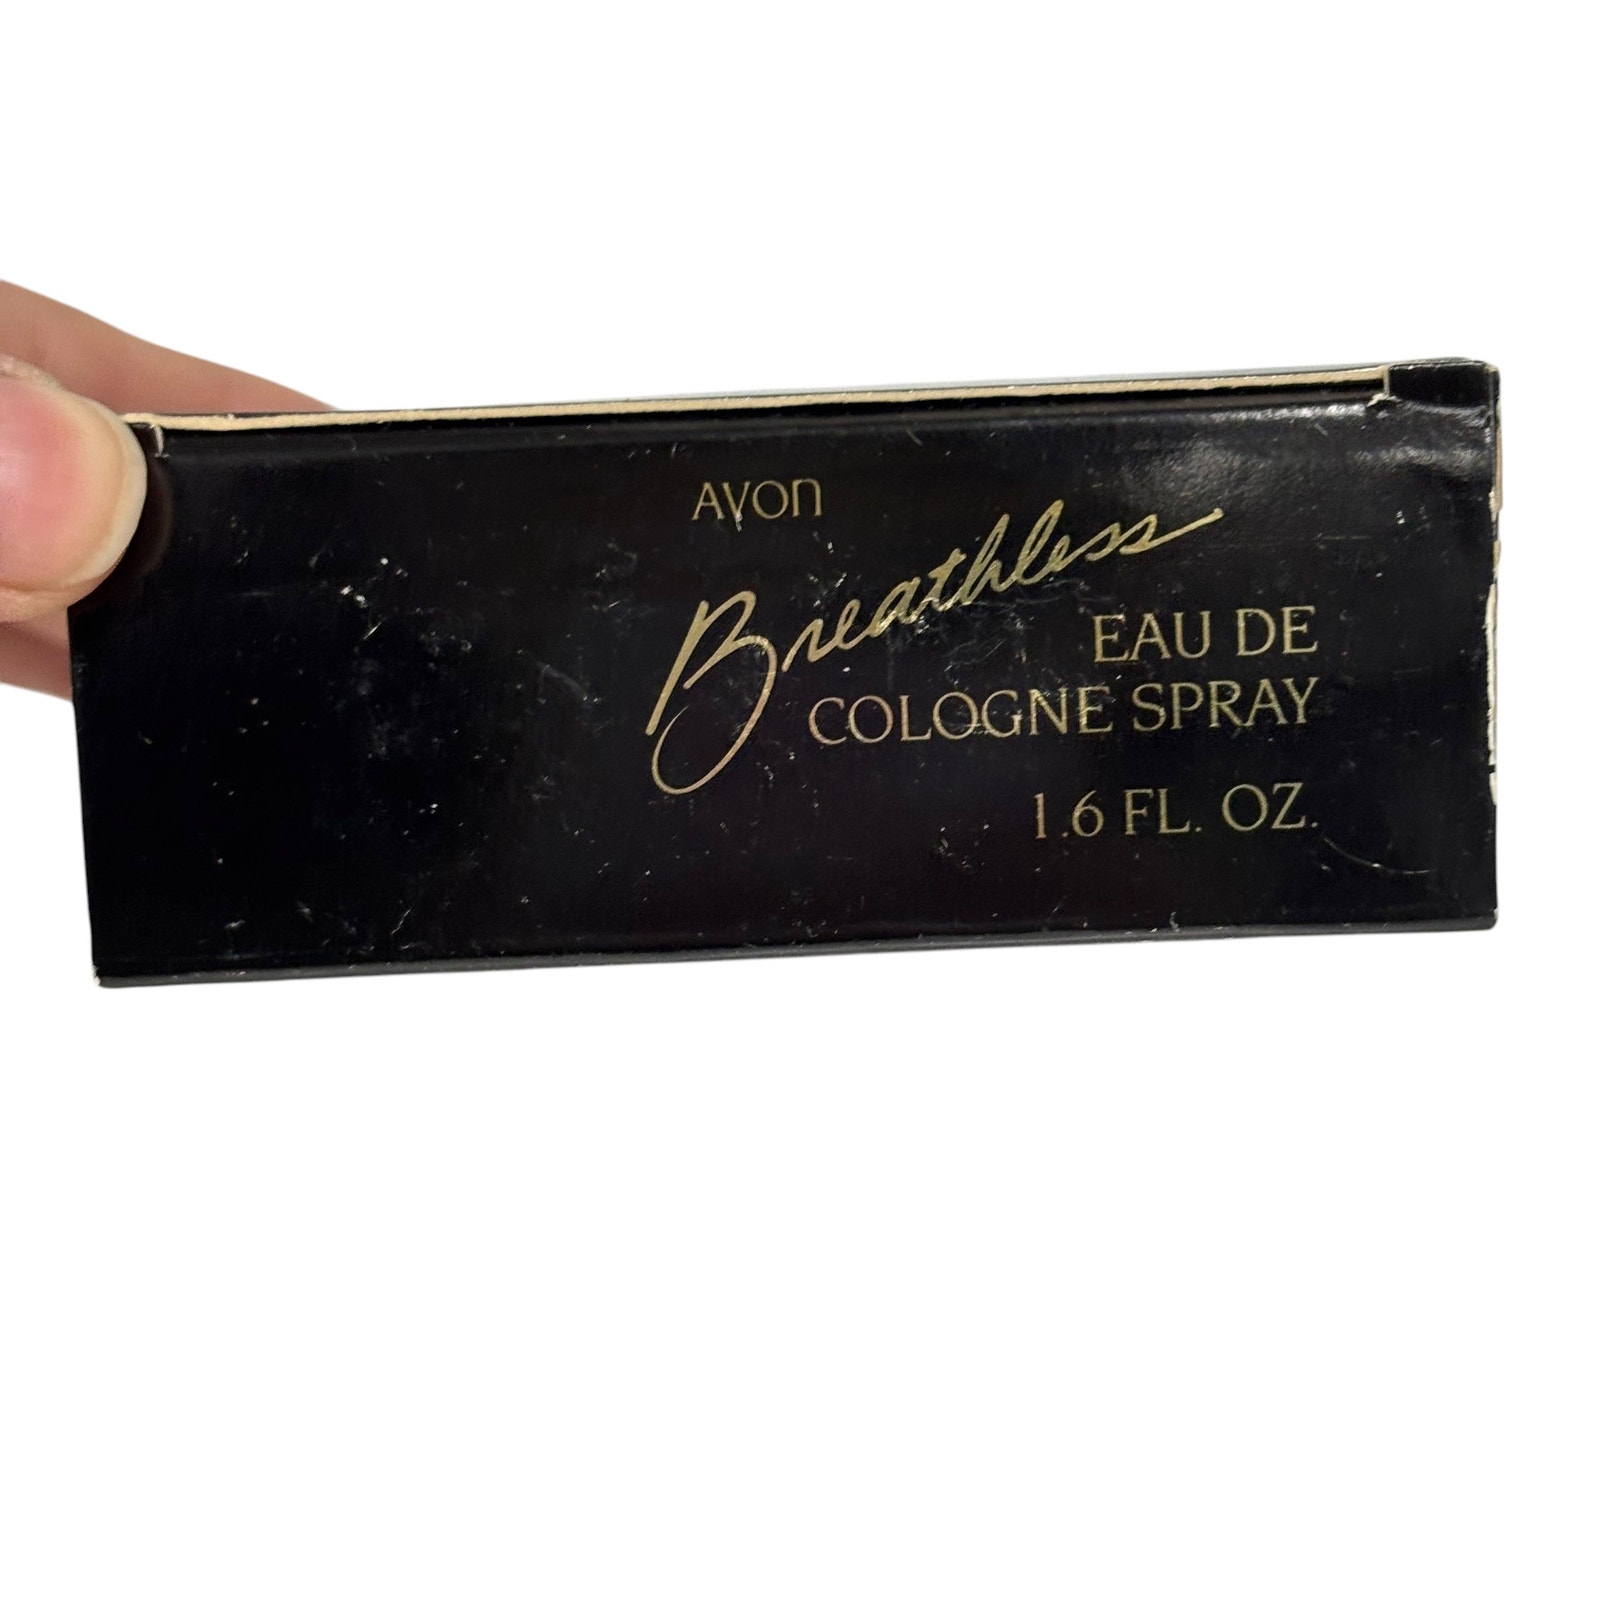 AVON
Breathless
EAU DE
COLOGNE SPRAY
1.6 FL. OZ.